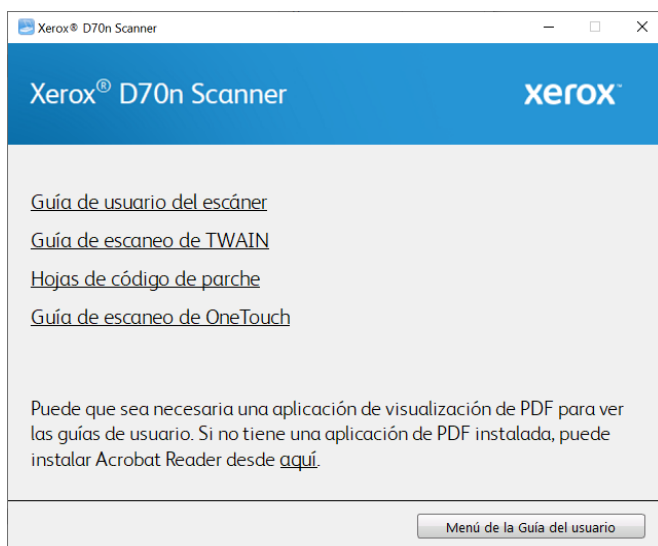 Xerox® D70n Scanner
Xerox® D70n Scanner
xerox™
Guía de usuario del escáner
Guía de escaneo de TWAIN
Hojas de código de parche
Guía de escaneo de OneTouch
Puede que sea necesaria una aplicación de visualización de PDF para ver
las guías de usuario. Si no tiene una aplicación de PDF instalada, puede
instalar Acrobat Reader desde aquí.
Menú de la Guía del usuario